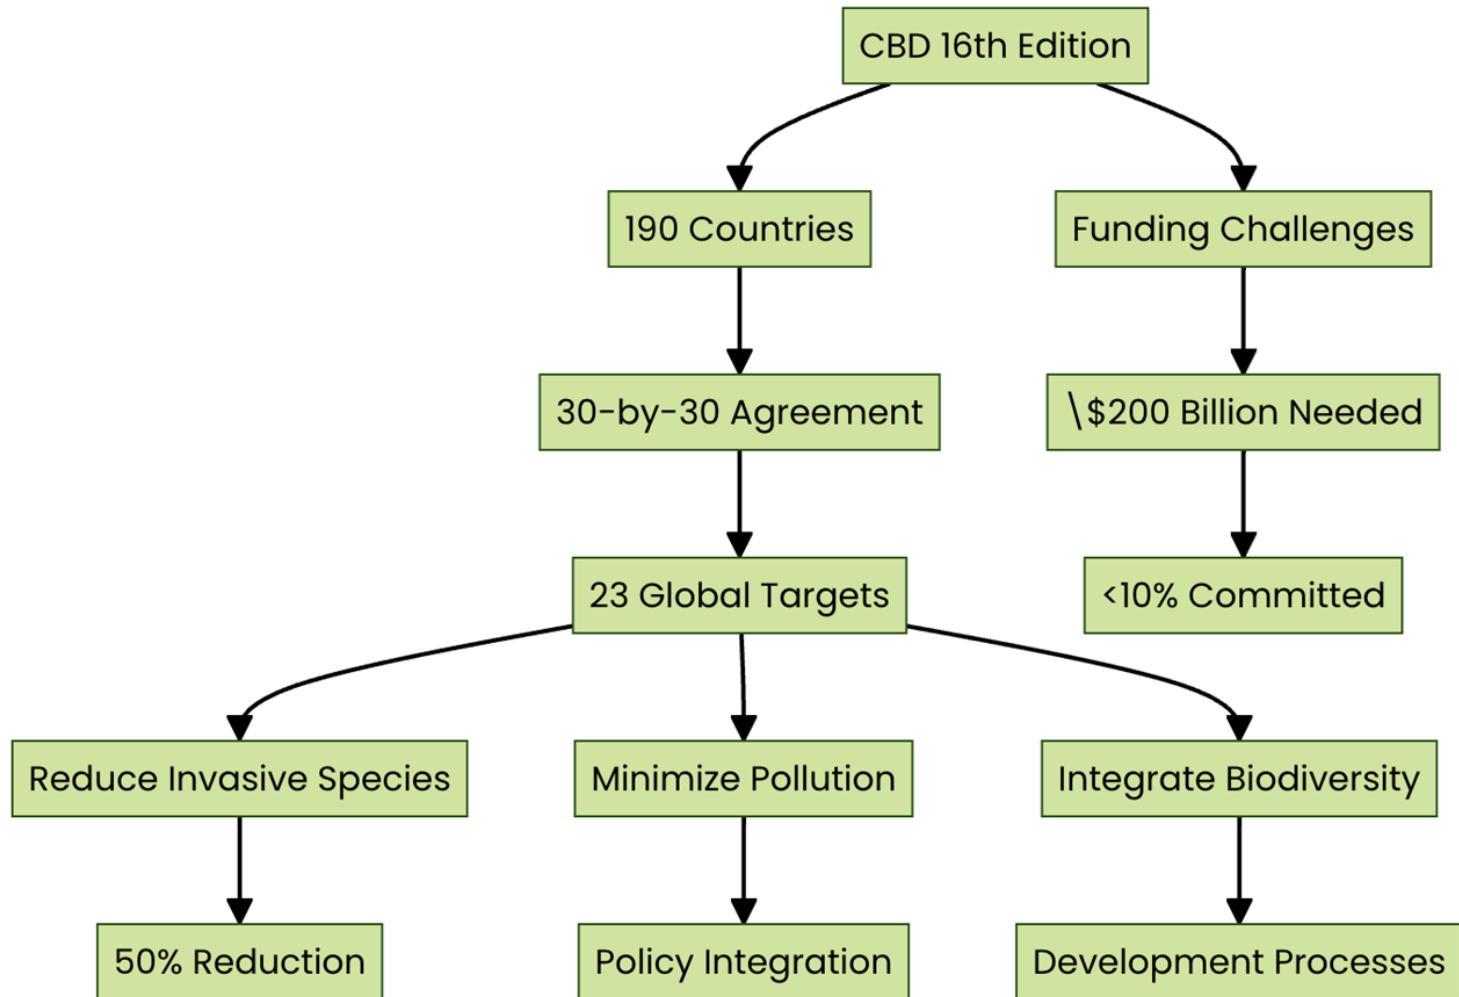 CBD 16th Edition
190 Countries
Funding Challenges
30-by-30 Agreement
\$200 Billion Needed
23 Global Targets
<10% Committed
Reduce Invasive Species
Minimize Pollution
Integrate Biodiversity
50% Reduction
Policy Integration
Development Processes